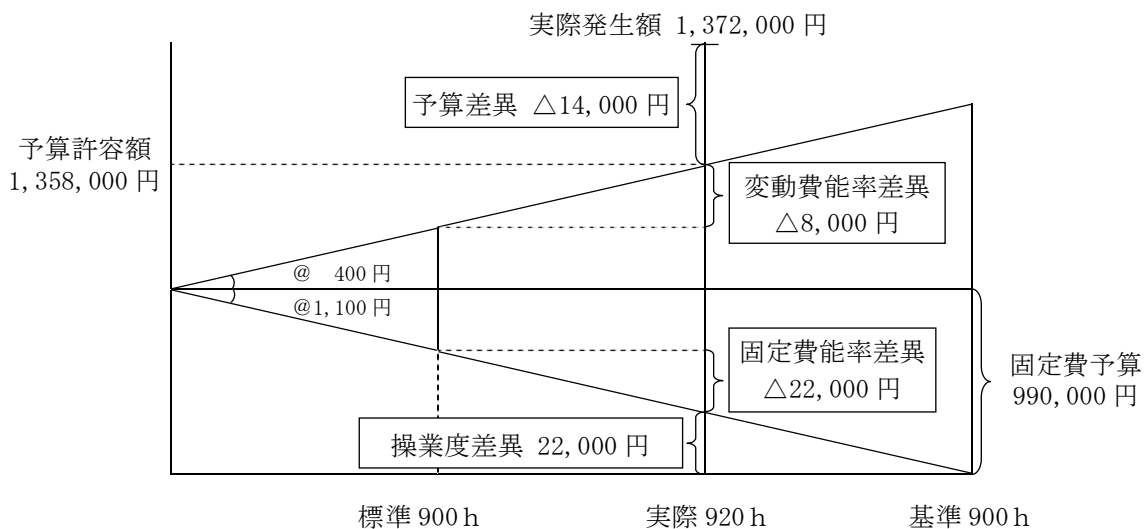 実際発生額 1,372,000 円
予算差異 △14,000 円
予算許容額
1,358,000 円
変動費能率差異
△8,000 円
@ 400 円
@1,100 円
固定費能率差異
△22,000 円
固定費予算
990,000 円
操業度差異 22,000 円
標準 900h
実際 920h
基準 900h